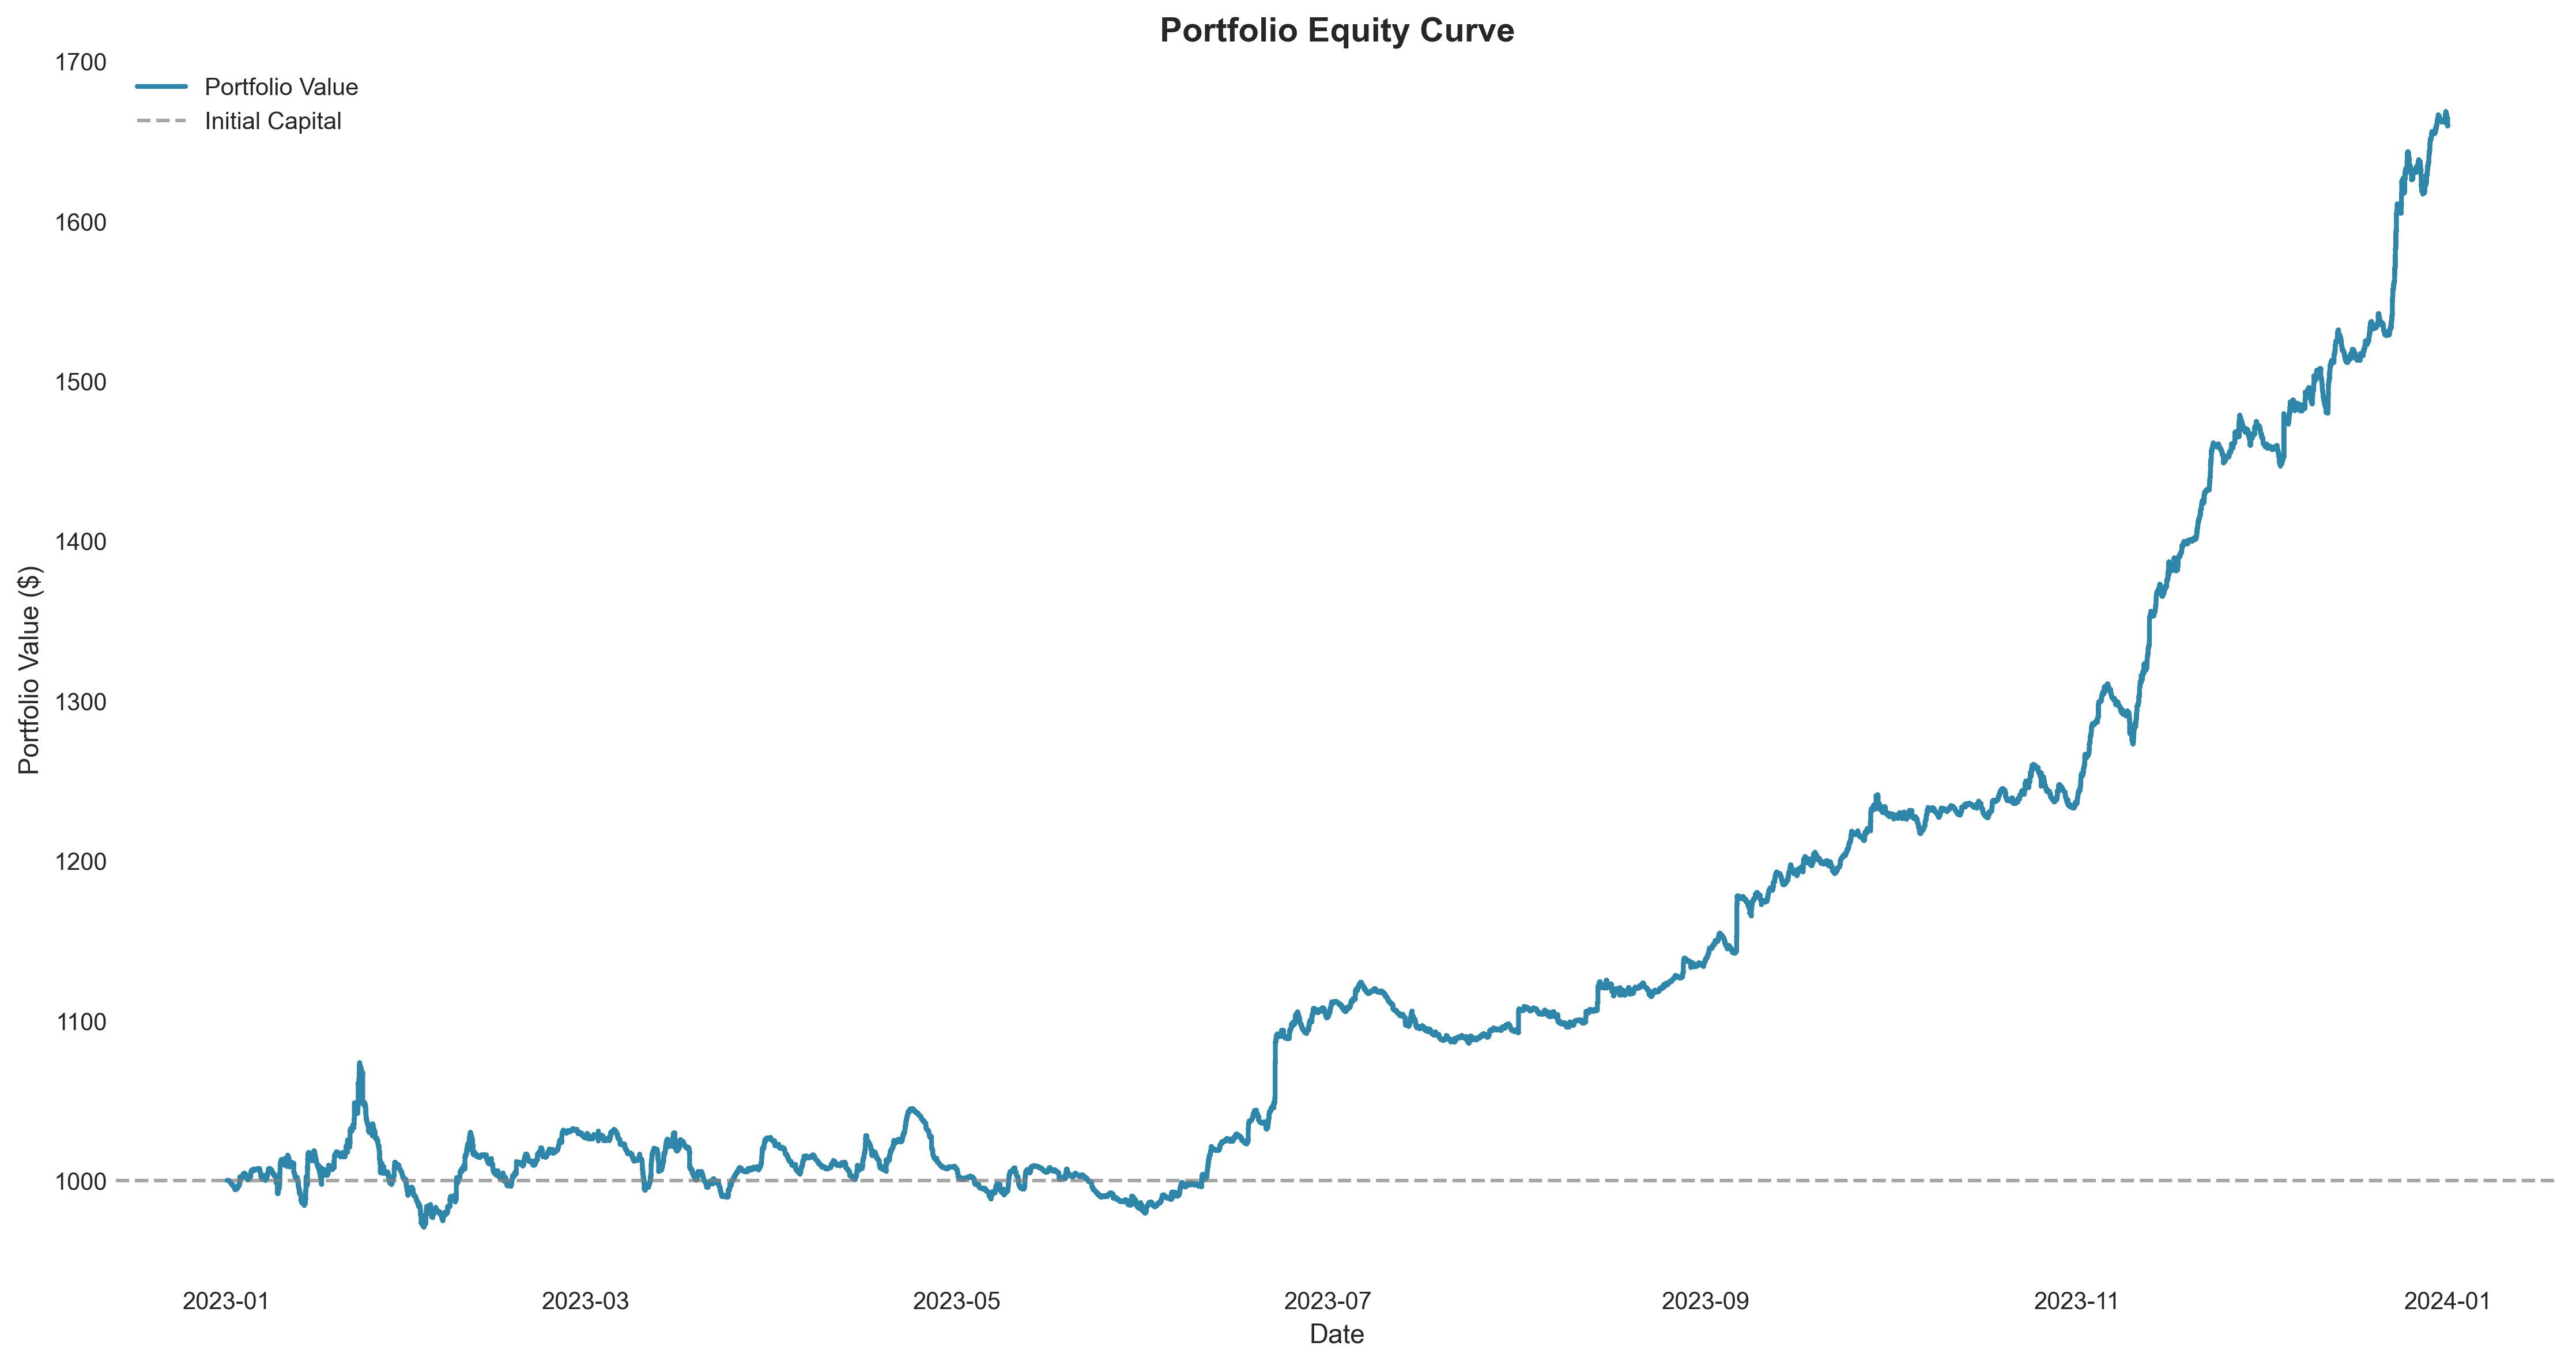 Portfolio Equity Curve
Portfolio Value
Initial Capital
1700
1600
1500
1400
1300
1200
1100
1000
Portfolio Value ($)
2023-01 2023-03 2023-05 2023-07 2023-09 2023-11 2024-01
Date